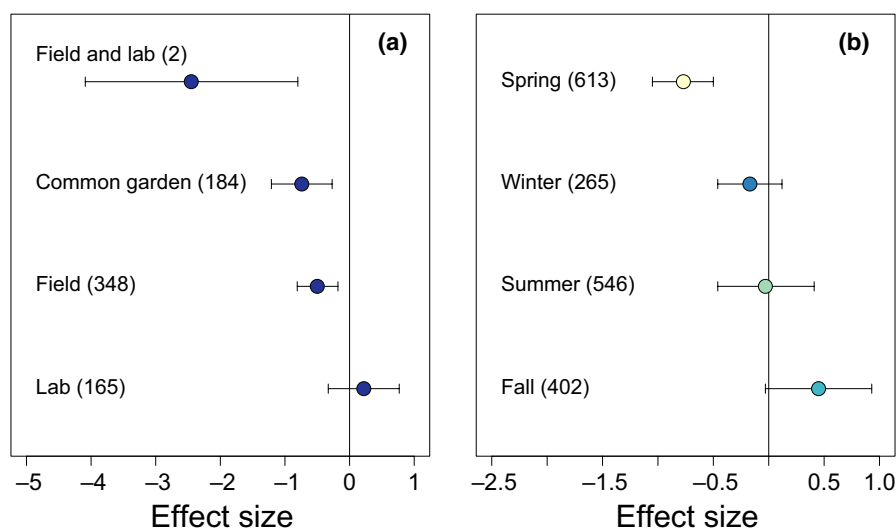 (a)
Field and lab (2)
Common garden (184)
Field (348)
Lab (165)
–5 –4 –3 –2 –1 0 1
Effect size
(b)
Spring (613)
Winter (265)
Summer (546)
Fall (402)
–2.5 –1.5 –0.5 0.5 1.0
Effect size